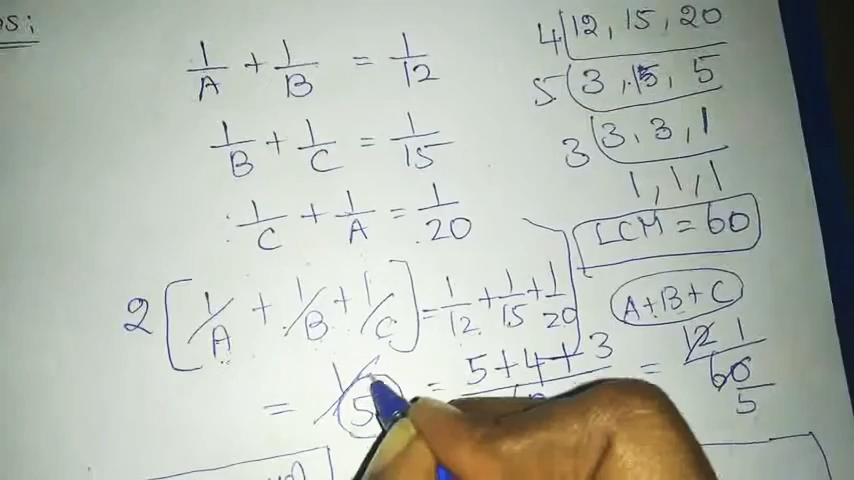 os:
1/A + 1/B = 1/12
1/B + 1/C = 1/15
1/C + 1/A = 1/20
2 [1/A + 1/B + 1/C] = 1/12 + 1/15 + 1/20
= 1/5 = 5+4+3 = 12 1 / 60 5
4 | 12, 15, 20
5 | 3, 15, 5
3 | 3, 3, 1
1, 1, 1
LCM = 60
A+B+C